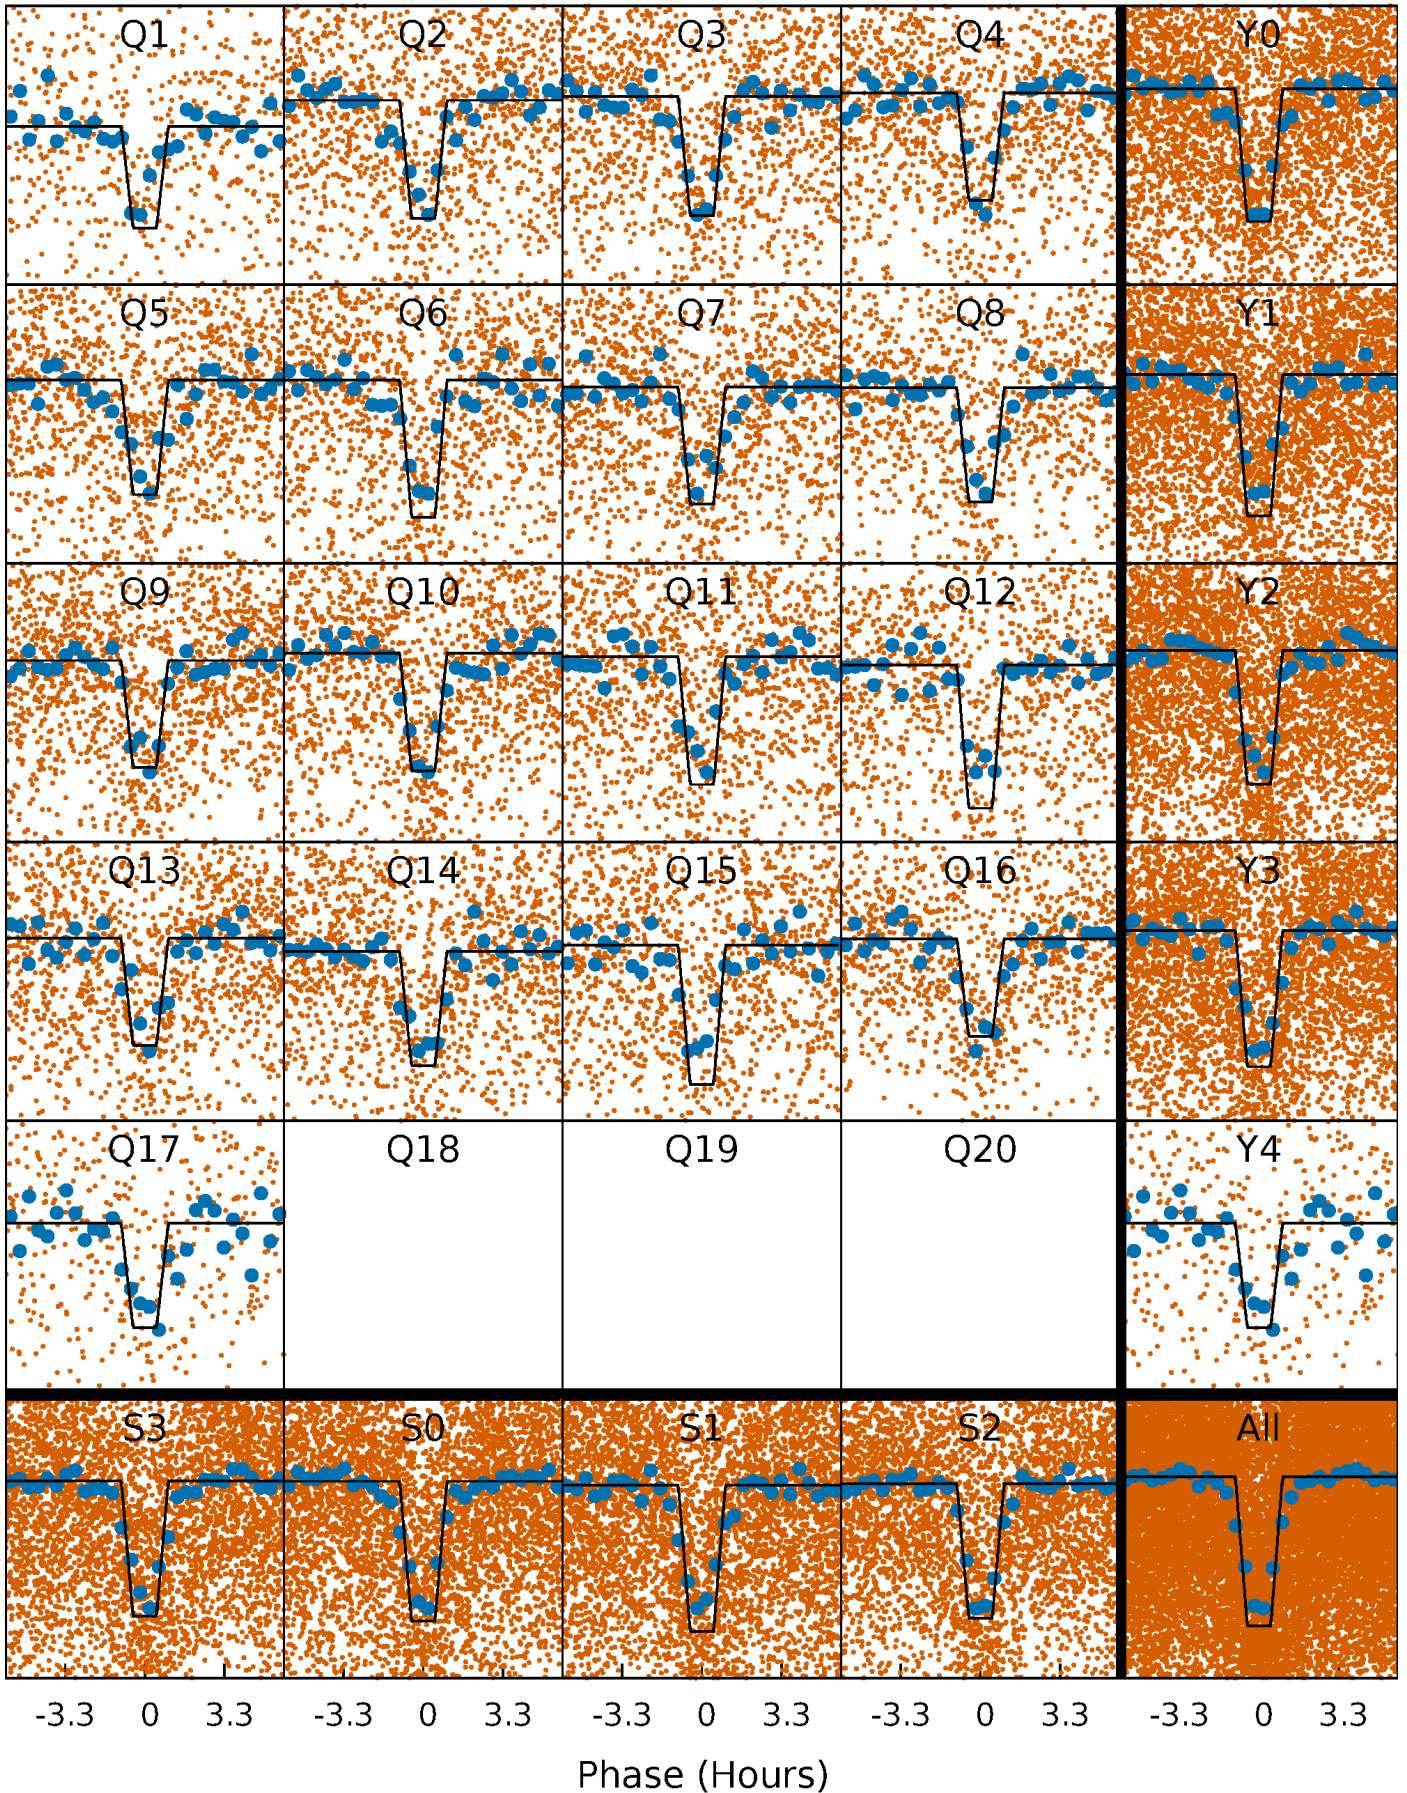 Q1 Q2 Q3 Q4 Y0
Q5 Q6 Q7 Q8 Y1
Q9 Q10 Q11 Q12 Y2
Q13 Q14 Q15 Q16 Y3
Q17 Q18 Q19 Q20 Y4
S3 S0 S1 S2 All
-3.3 0 3.3 -3.3 0 3.3 -3.3 0 3.3 -3.3 0 3.3 -3.3 0 3.3
Phase (Hours)